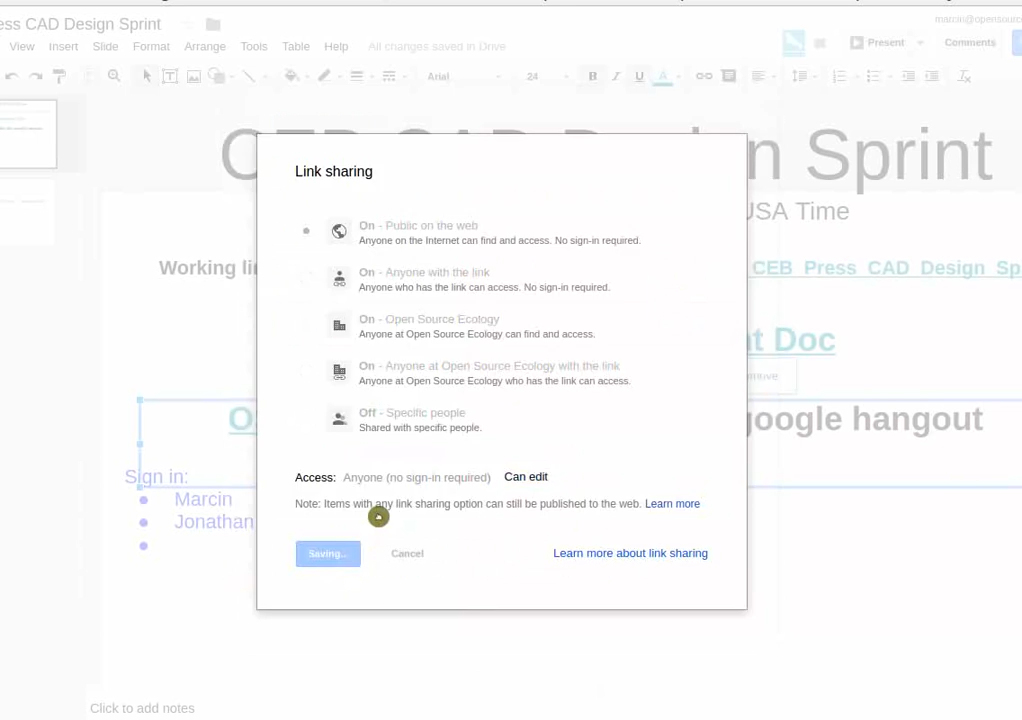 ess CAD Design Sprint
marcin@opensourc
View Insert Slide Format Arrange Tools Table Help All changes saved in Drive
Present Comments
Arial 24 B I U A
n Sprint
USA Time
Working lin
CEB Press CAD Design Sp
nt Doc
google hangout
Sign in:
Marcin
Jonathan
Link sharing
On - Public on the web
Anyone on the Internet can find and access. No sign-in required.
On - Anyone with the link
Anyone who has the link can access. No sign-in required.
On - Open Source Ecology
Anyone at Open Source Ecology can find and access.
On - Anyone at Open Source Ecology with the link
Anyone at Open Source Ecology who has the link can access.
Off - Specific people
Shared with specific people.
Access: Anyone (no sign-in required) Can edit
Note: Items with any link sharing option can still be published to the web. Learn more
Saving... Cancel Learn more about link sharing
Click to add notes